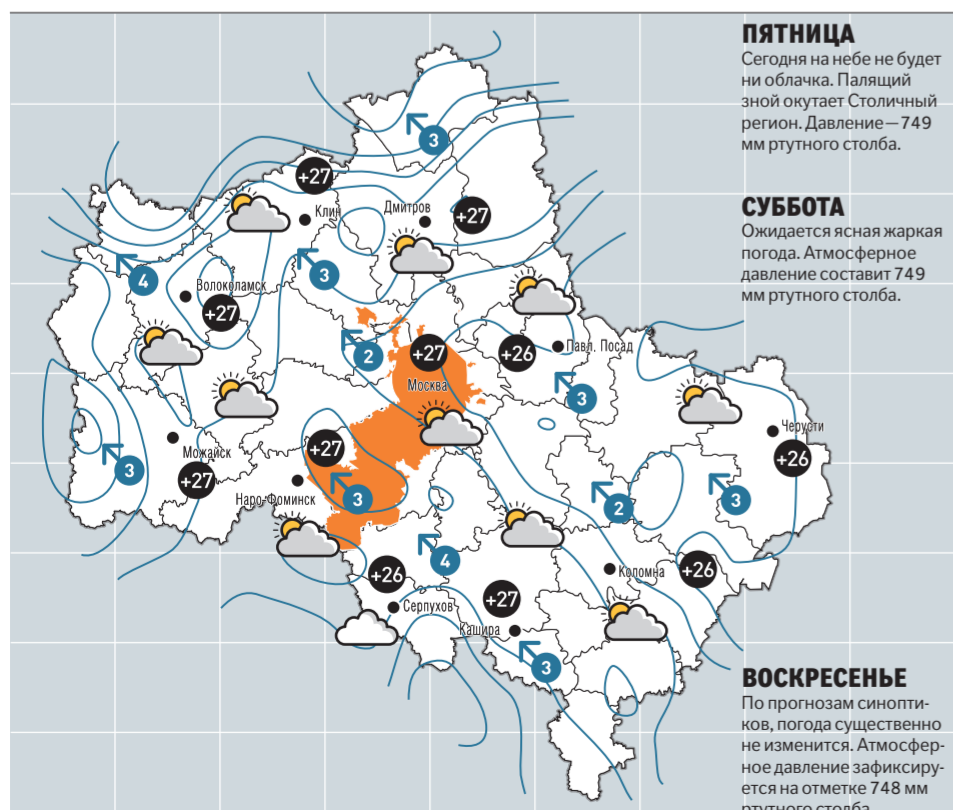 ПЯТНИЦА
Сегодня на небе не будет
ни облачка. Палящий
зной окутает Столичный
регион. Давление—749
мм ртутного столба.
СУББОТА
Ожидается ясная жаркая
погода. Атмосферное
давление составит 749
мм ртутного столба.
ВОСКРЕСЕНЬЕ
По прогнозам синопти-
ков, погода существенно
не изменится. Атмосфер-
ное давление зафиксиру-
ется на отметке 748 мм
ртутного столба
3
+27
Клин
Дмитров
+27
4
3
Волоколамск
+27
2
+27
Москва
+26
Павл. Посад
3
Черусти
+26
Можайск
3
+27
+27
Наро-Фоминск
3
2
3
4
+26
Серпухов
+27
Кашира
Коломна
+26
3